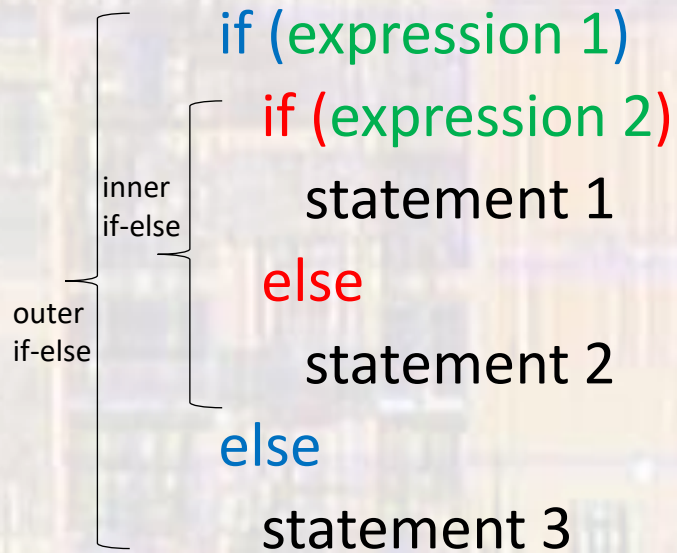 if (expression 1)
if (expression 2)
inner
if-else
statement 1
else
outer
if-else
statement 2
else
statement 3